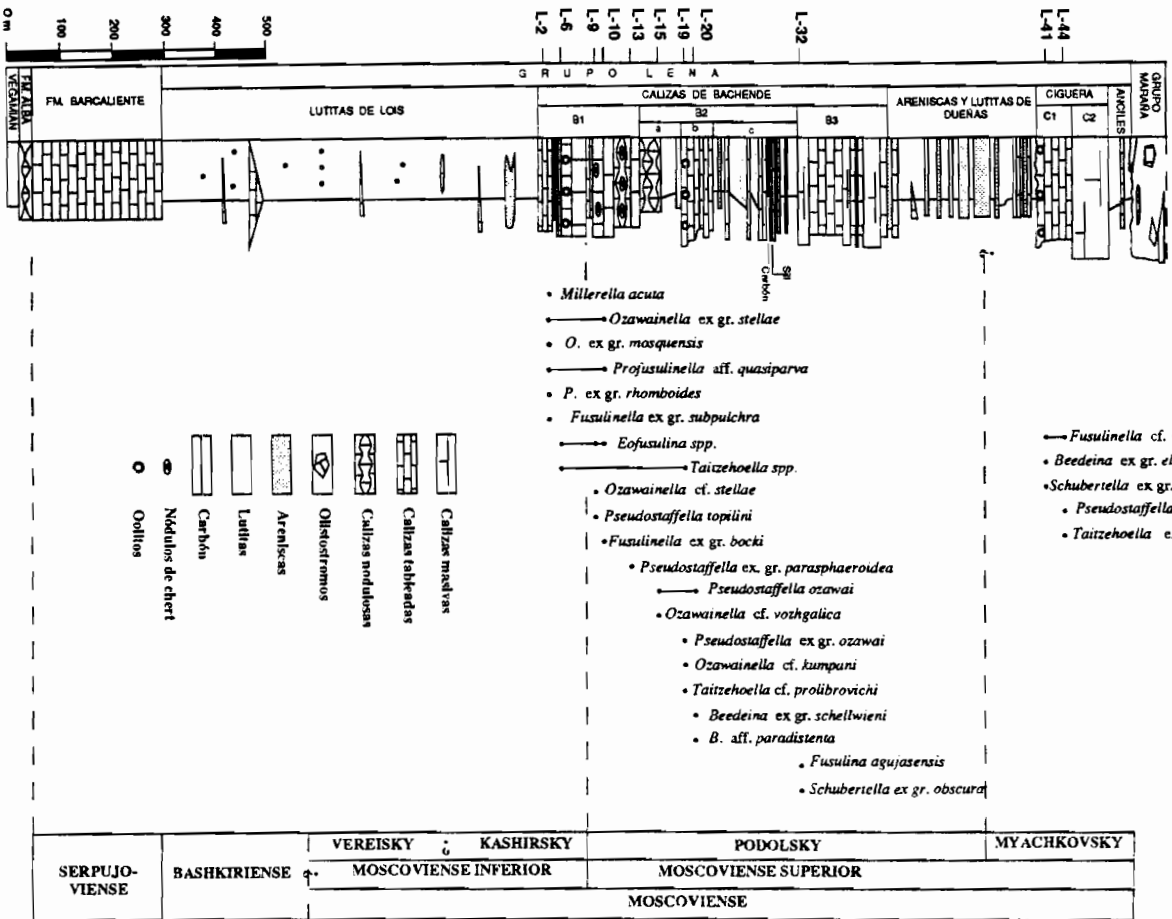 L-2 L-6 L-9 L-10 L-13 L-15 L-19 L-20 L-32 L-41 L-44
0 m 100 200 300 400 500
GRUPO LENA
GRUPO MARAÑA
VEGAMIAN
FM. ALBA
FM. BARCALIENTE
LUTITAS DE LOIS
CALIZAS DE BACHENDE
B1 B2 B3
a b c
ARENISCAS Y LUTITAS DE DUEÑAS
CIGUERA
C1 C2
ANCILES
Sill
Carbón
¿
Millerella acuta
Ozawainella ex gr. stellae
O. ex gr. mosquensis
Profusulinella aff. quasiparva
P. ex gr. rhomboides
Fusulinella ex gr. subpulchra
Eofusulina spp.
Taitzehoella spp.
Ozawainella cf. stellae
Pseudostaffella topilini
Fusulinella ex gr. bocki
Pseudostaffella ex. gr. parasphaeroidea
Pseudostaffella ozawai
Ozawainella cf. vozhgalica
Pseudostaffella ex gr. ozawai
Ozawainella cf. kumpani
Taitzehoella cf. prolibrovichi
Beedeina ex gr. schellwieni
B. aff. paradistenta
Fusulina agujasensis
Schubertella ex gr. obscura
Fusulinella cf.
Beedeina ex gr. el
Schubertella ex gr.
Pseudostaffella
Taitzehoella e
Calizas masivas
Calizas tableadas
Calizas nodulosas
Olistostromos
Areniscas
Lutitas
Carbón
Nódulos de chert
Oolitos
VEREISKY ¿ KASHIRSKY PODOLSKY MYACHKOVSKY
SERPUJO-
VIENSE
BASHKIRIENSE ¿ MOSCOVIENSE INFERIOR MOSCOVIENSE SUPERIOR
MOSCOVIENSE